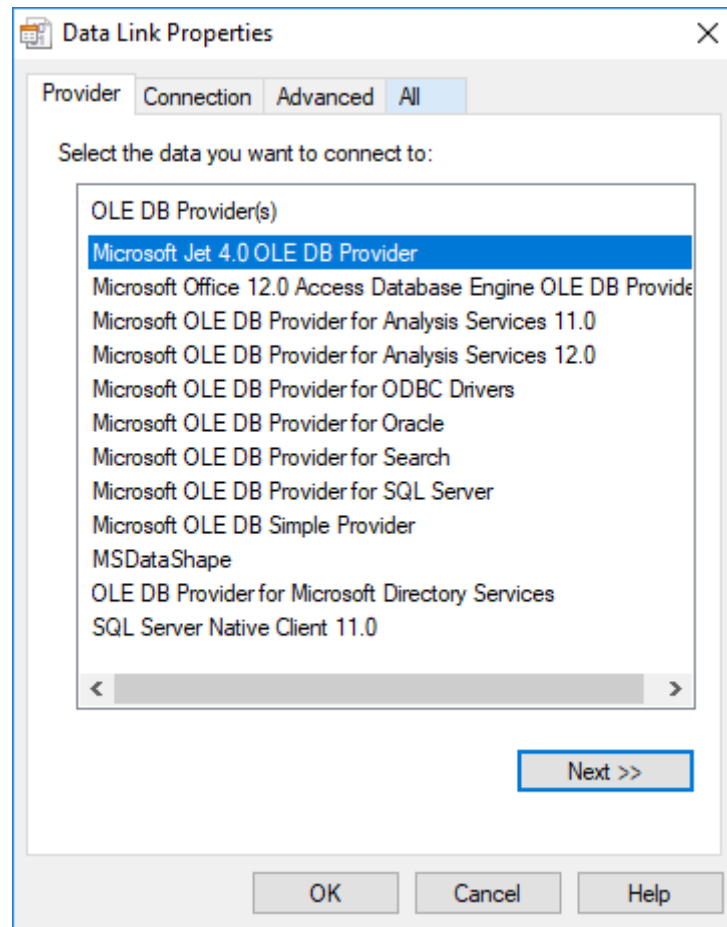 Data Link Properties
Provider Connection Advanced All
Select the data you want to connect to:
OLE DB Provider(s)
Microsoft Jet 4.0 OLE DB Provider
Microsoft Office 12.0 Access Database Engine OLE DB Provide
Microsoft OLE DB Provider for Analysis Services 11.0
Microsoft OLE DB Provider for Analysis Services 12.0
Microsoft OLE DB Provider for ODBC Drivers
Microsoft OLE DB Provider for Oracle
Microsoft OLE DB Provider for Search
Microsoft OLE DB Provider for SQL Server
Microsoft OLE DB Simple Provider
MSDataShape
OLE DB Provider for Microsoft Directory Services
SQL Server Native Client 11.0
Next >>
OK Cancel Help